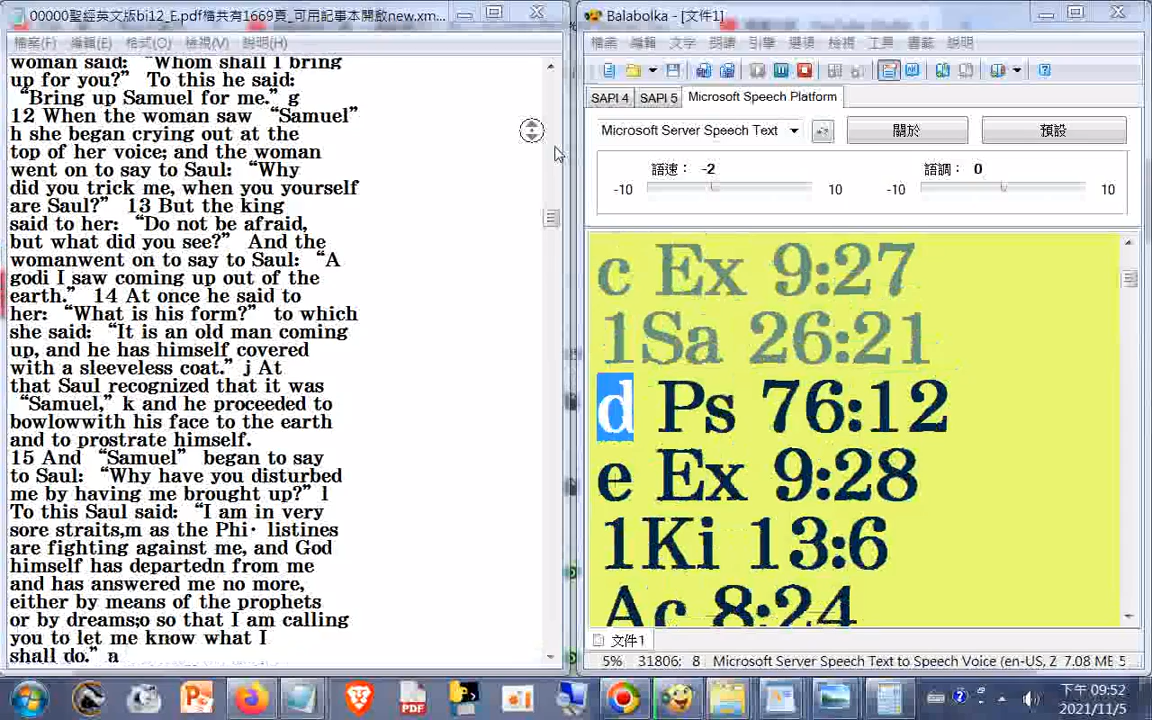 00000聖經英文版bi12_E.pdf檔共有1669頁_可用記事本開啟new.xm...
檔案(F) 編輯(E) 格式(O) 檢視(V) 說明(H)
woman said: “Whom shall I bring
up for you?” To this he said:
“Bring up Samuel for me.” g
12 When the woman saw “Samuel”
h she began crying out at the
top of her voice; and the woman
went on to say to Saul: “Why
did you trick me, when you yourself
are Saul?” 13 But the king
said to her: “Do not be afraid,
but what did you see?” And the
womanwent on to say to Saul: “A
godi I saw coming up out of the
earth.” 14 At once he said to
her: “What is his form?” to which
she said: “It is an old man coming
up, and he has himself covered
with a sleeveless coat.” j At
that Saul recognized that it was
“Samuel,” k and he proceeded to
bowlowwith his face to the earth
and to prostrate himself.
15 And “Samuel” began to say
to Saul: “Why have you disturbed
me by having me brought up?” l
To this Saul said: “I am in very
sore straits,m as the Phi· listines
are fighting against me, and God
himself has departedn from me
and has answered me no more,
either by means of the prophets
or by dreams;o so that I am calling
you to let me know what I
shall do.” a
Balabolka - [文件1]
檔案 編輯 文字 朗讀 引擎 選項 檢視 工具 書籤 說明
SAPI 4 SAPI 5 Microsoft Speech Platform
Microsoft Server Speech Text 關於 預設
語速： -2 語調： 0
-10 10 -10 10
c Ex 9:27
1Sa 26:21
d Ps 76:12
e Ex 9:28
1Ki 13:6
Ac 8:24
文件1
5% 31806: 8 Microsoft Server Speech Text to Speech Voice (en-US, Z 7.08 MB 5
PDF
下午 09:52
2021/11/5